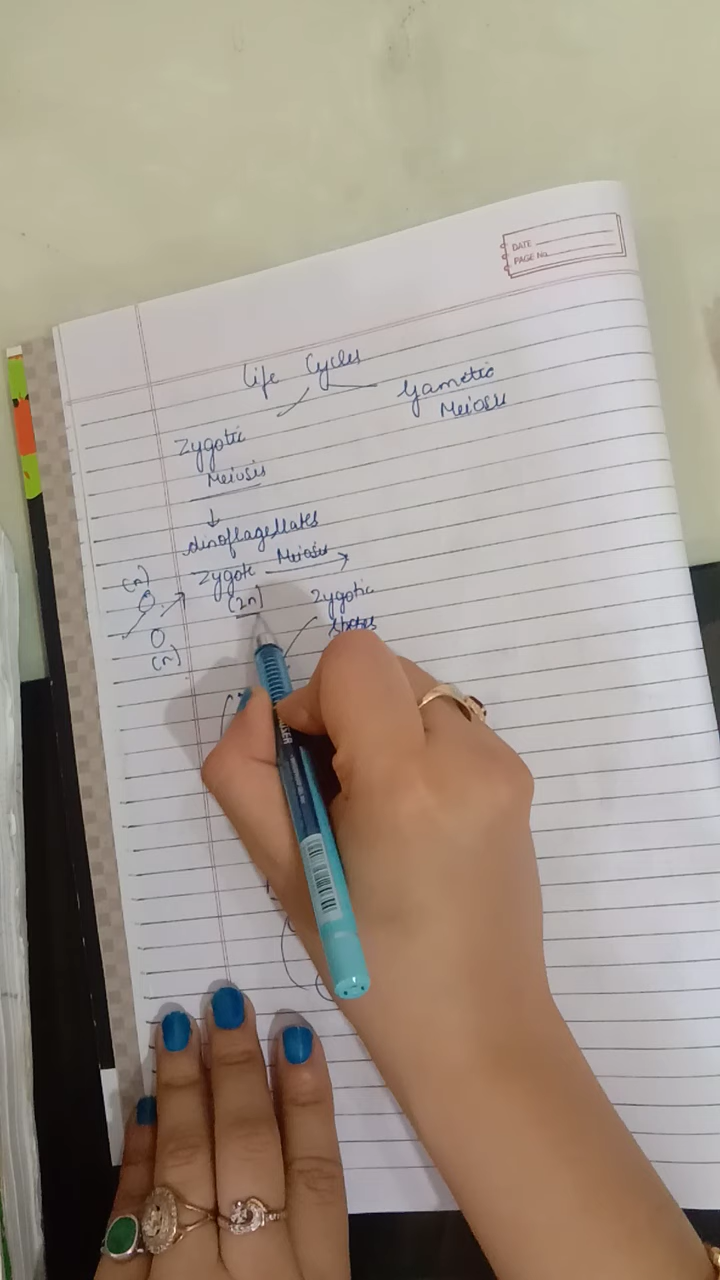 DATE
PAGE No.
Life Cycles
Gametic
Meiosis
Zygotic
Meiosis
dinoflagellates
Zygote Meiosis
(n)
(2n)
Zygotic
(n)